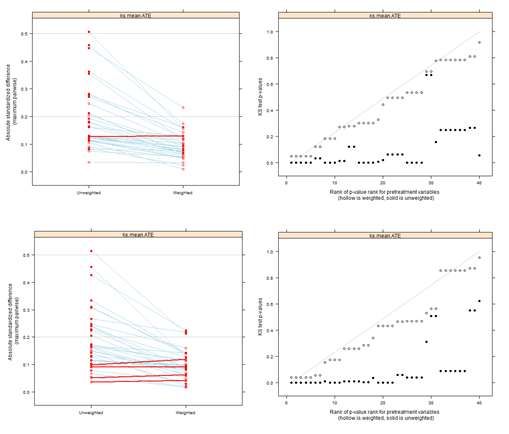 ks.mean.ATE
Absolute standardized difference
(maximum pairwise)
0.5
0.4
0.3
0.2
0.1
0.0
Unweighted
Weighted
ks.mean.ATE
KS test p-values
1.0
0.8
0.6
0.4
0.2
0.0
0
10
20
30
40
Rank of p-value rank for pretreatment variables
(hollow is weighted, solid is unweighted)
ks.mean.ATE
Absolute standardized difference
(maximum pairwise)
0.5
0.4
0.3
0.2
0.1
0.0
Unweighted
Weighted
ks.mean.ATE
KS test p-values
1.0
0.8
0.6
0.4
0.2
0.0
0
10
20
30
40
Rank of p-value rank for pretreatment variables
(hollow is weighted, solid is unweighted)